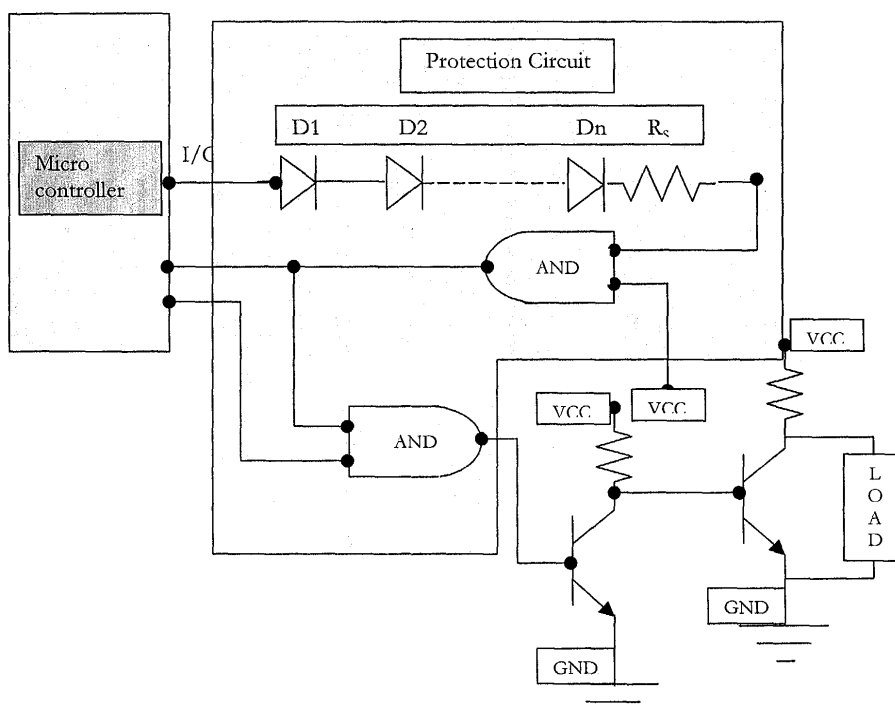 Protection Circuit
D1 D2 Dn Rs
I/C
Micro
controller
AND
VCC
VCC
VCC
AND
L
O
A
D
GND
GND